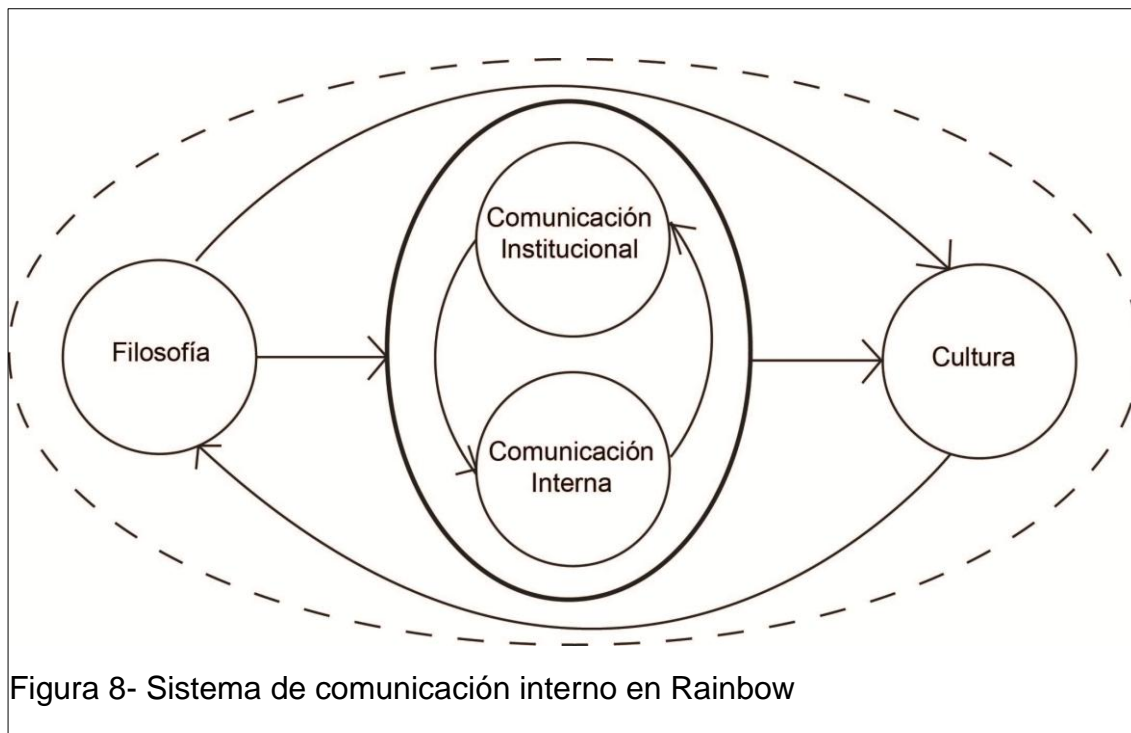 Comunicación
Institucional
Filosofía
Cultura
Comunicación
Interna
Figura 8- Sistema de comunicación interno en Rainbow